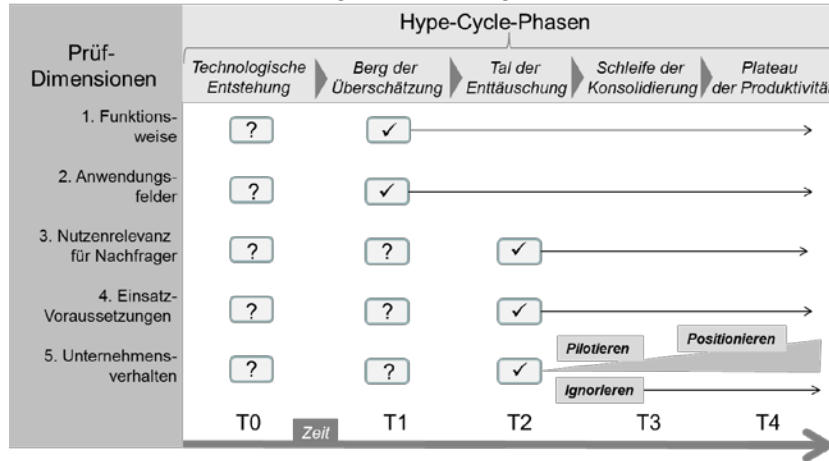 Hype-Cycle-Phasen
Prüf-
Dimensionen
Technologische
Entstehung
Berg der
Überschätzung
Tal der
Enttäuschung
Schleife der
Konsolidierung
Plateau
der Produktivität
1. Funktions-
weise
?
✓
2. Anwendungs-
felder
?
✓
3. Nutzenrelevanz
für Nachfrager
?
?
✓
4. Einsatz-
Voraussetzungen
?
?
✓
5. Unternehmens-
verhalten
?
?
✓
Pilotieren
Positionieren
Ignorieren
T0
T1
T2
T3
T4
Zeit